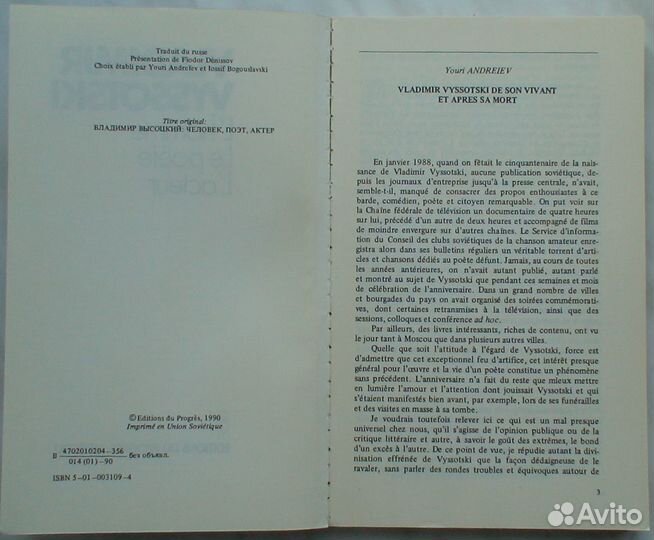 Traduit du russe
Présentation de Fiodor Dénissov
Choix établi par Youri Andréïev et Iossif Bogouslavski
Titre original:
ВЛАДИМИР ВЫСОЦКИЙ: ЧЕЛОВЕК, ПОЭТ, АКТЕР
© Editions du Progrès, 1990
Imprimé en Union Soviétique
В 4702010204–356
014 (01)–90
без объявл.
ISBN 5–01–003109–4
Youri ANDREIEV
VLADIMIR VYSSOTSKI DE SON VIVANT
ET APRES SA MORT
En janvier 1988, quand on fêtait le cinquantenaire de la nais-
sance de Vladimir Vyssotski, aucune publication soviétique, de-
puis les journaux d'entreprise jusqu'à la presse centrale, n'avait,
semble-t-il, manqué de consacrer des propos enthousiastes à ce
barde, comédien, poète et citoyen remarquable. On put voir sur
la Chaîne fédérale de télévision un documentaire de quatre heures
sur lui, précédé d'un autre de deux heures et accompagné de films
de moindre envergure sur d'autres chaînes. Le Service d'informa-
tion du Conseil des clubs soviétiques de la chanson amateur enre-
gistra alors dans ses bulletins réguliers un véritable torrent d'arti-
cles et chansons dédiés au poète défunt. Jamais, au cours de toutes
les années antérieures, on n'avait autant publié, autant parlé
et montré au sujet de Vyssotski que pendant ces semaines et mois
de célébration de l'anniversaire. Dans un grand nombre de villes
et bourgades du pays on avait organisé des soirées commémorati-
ves, dont certaines retransmises à la télévision, ainsi que des
sessions, colloques et conférence ad hoc.
Par ailleurs, des livres intéressants, riches de contenu, ont vu
le jour tant à Moscou que dans plusieurs autres villes.
Quelle que soit l'attitude à l'égard de Vyssotski, force est
d'admettre que cet exceptionnel feu d'artifice, cet intérêt presque
général pour l'œuvre et la vie d'un poète constitue un phénomène
sans précédent. L'anniversaire n'a fait du reste que mieux mettre
en lumière l'amour et l'attention dont jouissait Vyssotski et qui
s'étaient manifestés bien avant, par exemple, lors de ses funérailles
et des visites en masse à sa tombe.
Je voudrais toutefois relever ici ce qui est un mal presque
universel chez nous, qu'il s'agisse de l'opinion publique ou de la
critique littéraire et autre, à savoir le goût des extrêmes, le bond
d'un excès à l'autre. De ce point de vue, je répudie autant la divi-
nisation effrénée de Vyssotski que la façon dédaigneuse de le
ravaler, sans parler des rondes troubles et équivoques autour de
3
Avito